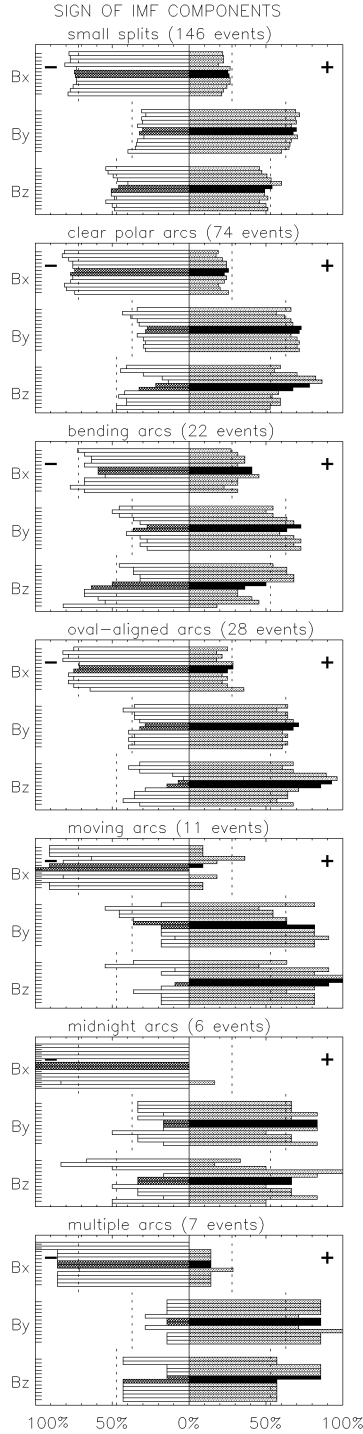 SIGN OF IMF COMPONENTS
small splits (146 events)
− +
Bx
By
Bz
clear polar arcs (74 events)
− +
Bx
By
Bz
bending arcs (22 events)
− +
Bx
By
Bz
oval−aligned arcs (28 events)
− +
Bx
By
Bz
moving arcs (11 events)
− +
Bx
By
Bz
midnight arcs (6 events)
− +
Bx
By
Bz
multiple arcs (7 events)
− +
Bx
By
Bz
100% 50% 0% 50% 100%